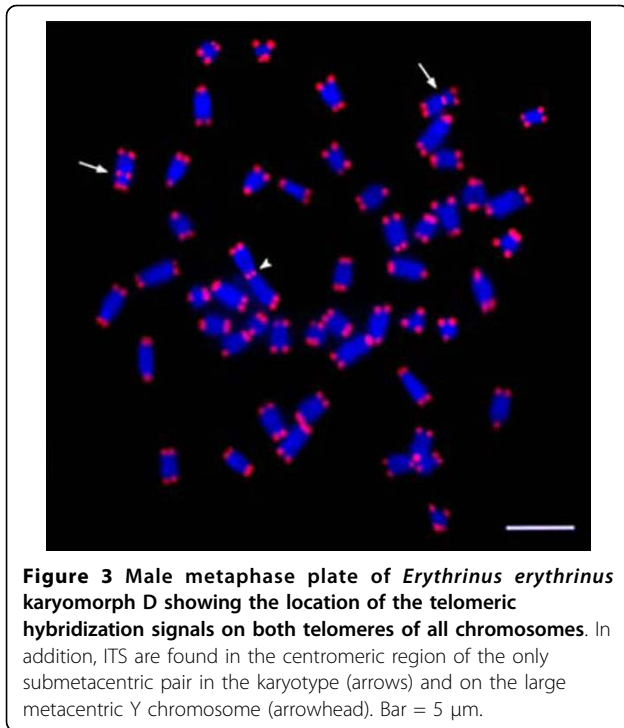 Figure 3 Male metaphase plate of Erythrinus erythrinus
karyomorph D showing the location of the telomeric
hybridization signals on both telomeres of all chromosomes. In
addition, ITS are found in the centromeric region of the only
submetacentric pair in the karyotype (arrows) and on the large
metacentric Y chromosome (arrowhead). Bar = 5 μm.